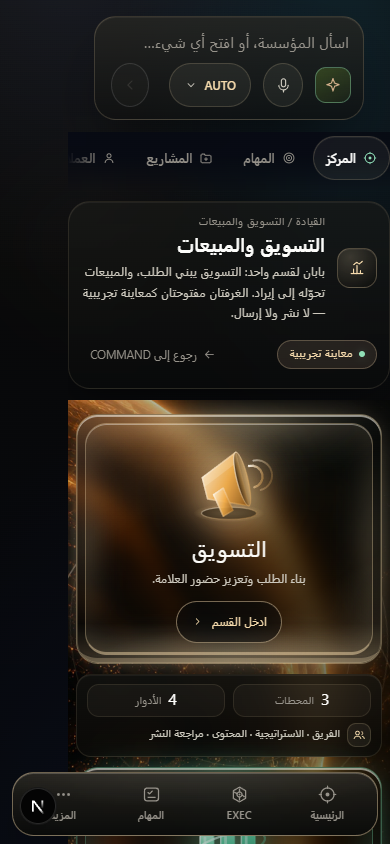 اسأل المؤسسة، أو افتح أي شيء...
AUTO
المركز
المهام
المشاريع
القيادة / التسويق والمبيعات
التسويق والمبيعات
بابان لقسم واحد: التسويق يبني الطلب، والمبيعات
تحوّله إلى إيراد. الغرفتان مفتوحتان كمعاينة تجريبية
— لا نشر ولا إرسال.
معاينة تجريبية
رجوع إلى COMMAND
التسويق
بناء الطلب وتعزيز حضور العلامة.
ادخل القسم
3 المحطات
4 الأدوار
الفريق · الاستراتيجية · المحتوى · مراجعة النشر
الرئيسية
EXEC
المهام
N